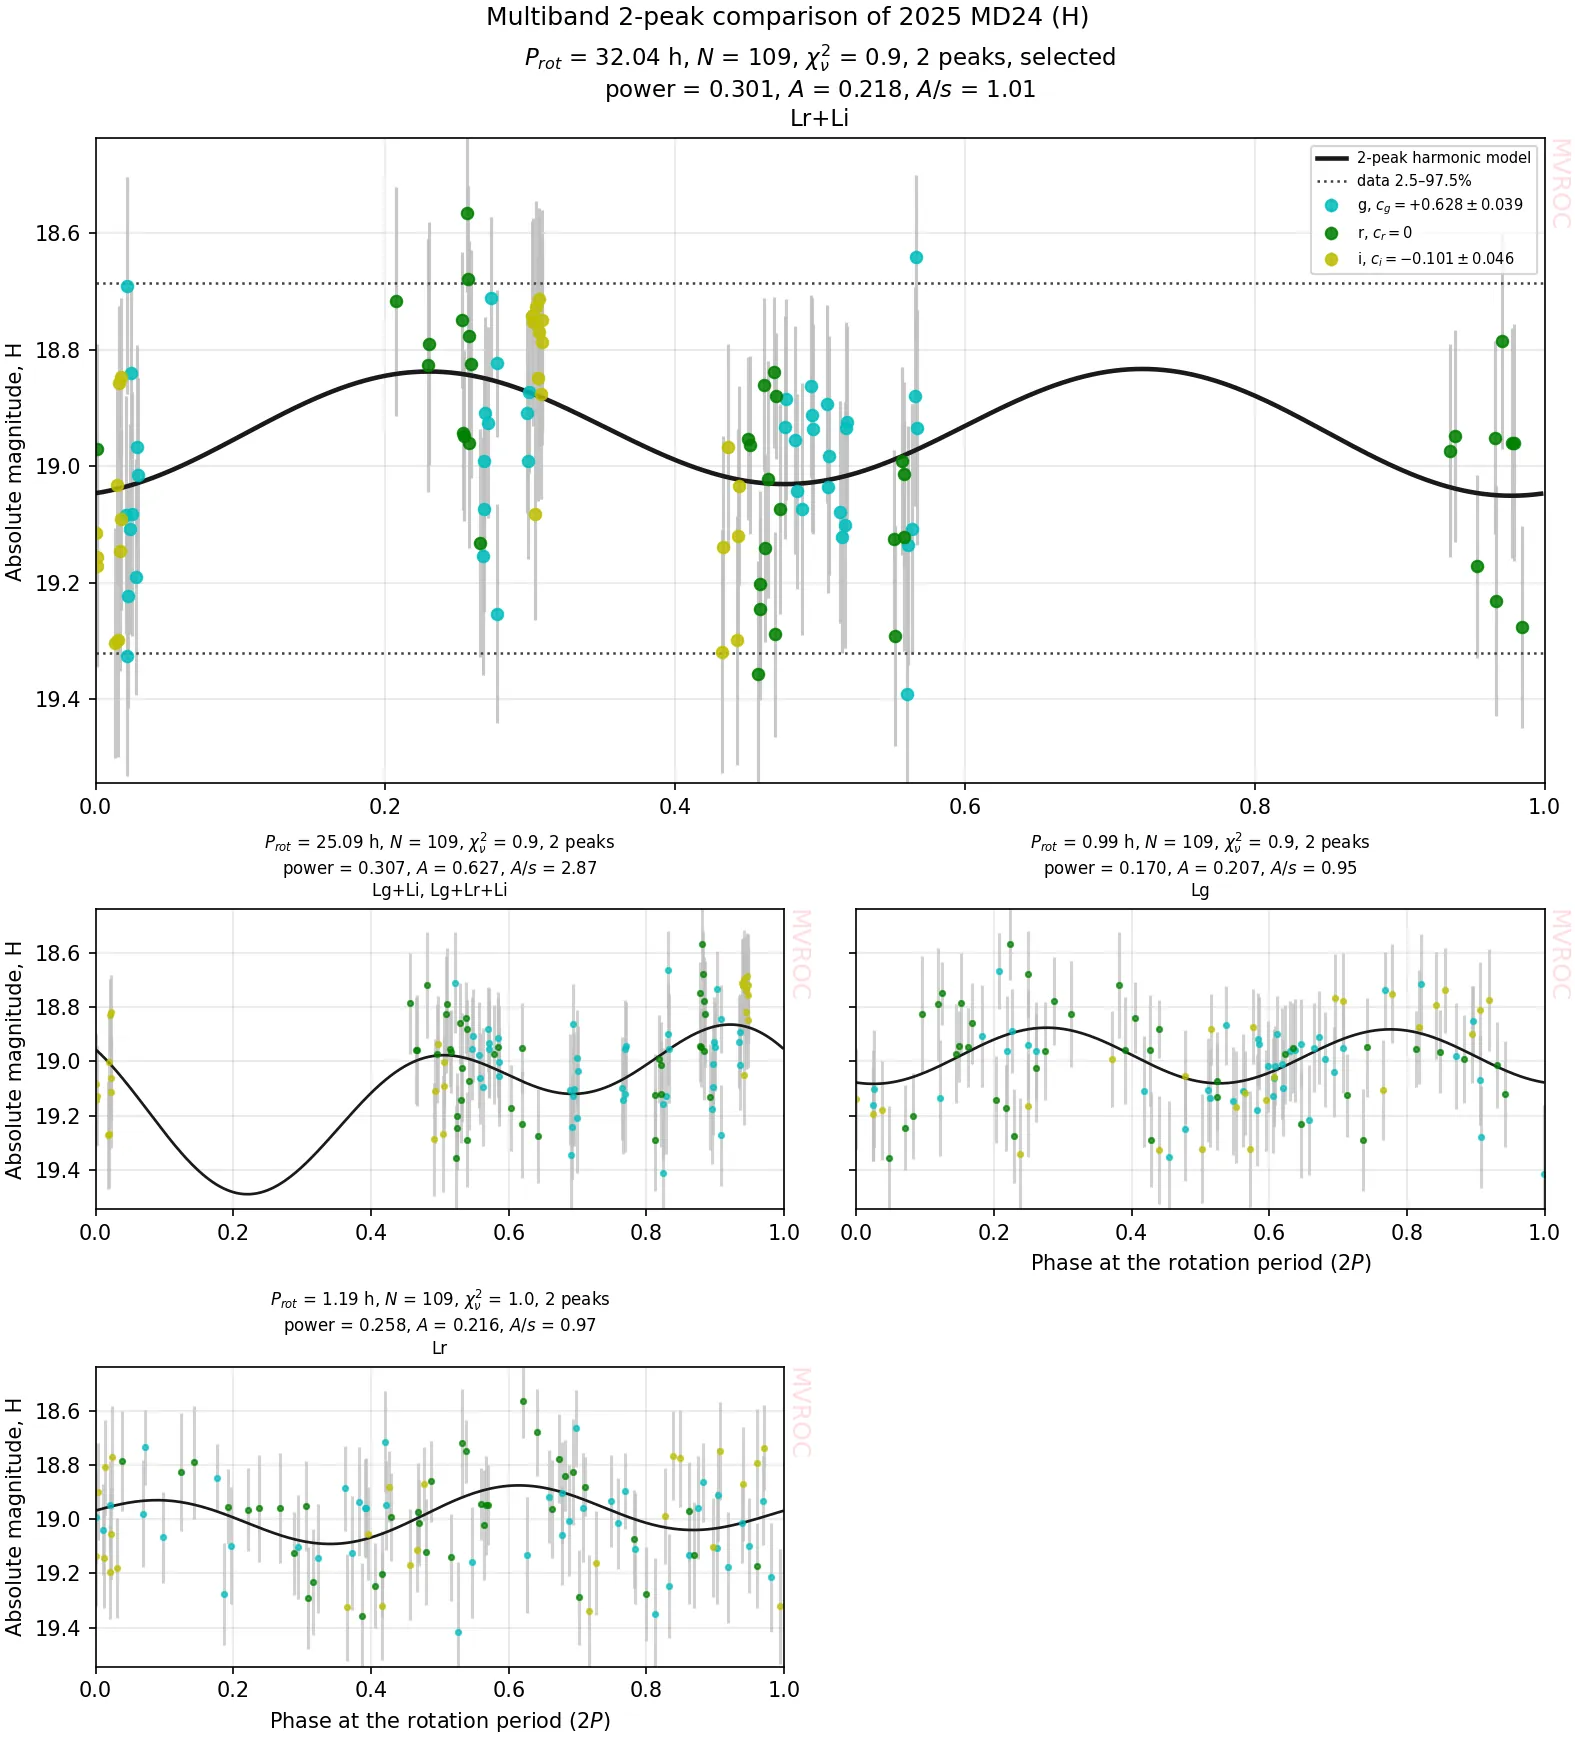 Multiband 2-peak comparison of 2025 MD24 (H)
P_rot = 32.04 h, N = 109, χ²_ν = 0.9, 2 peaks, selected
power = 0.301, A = 0.218, A/s = 1.01
Lr+Li
2-peak harmonic model
data 2.5–97.5%
g, c_g = +0.628 ± 0.039
r, c_r = 0
i, c_i = −0.101 ± 0.046
MVROC
Absolute magnitude, H
18.6
18.8
19.0
19.2
19.4
0.0 0.2 0.4 0.6 0.8 1.0
P_rot = 25.09 h, N = 109, χ²_ν = 0.9, 2 peaks
power = 0.307, A = 0.627, A/s = 2.87
Lg+Li, Lg+Lr+Li
MVROC
Absolute magnitude, H
18.6
18.8
19.0
19.2
19.4
0.0 0.2 0.4 0.6 0.8 1.0
P_rot = 0.99 h, N = 109, χ²_ν = 0.9, 2 peaks
power = 0.170, A = 0.207, A/s = 0.95
Lg
MVROC
0.0 0.2 0.4 0.6 0.8 1.0
Phase at the rotation period (2P)
P_rot = 1.19 h, N = 109, χ²_ν = 1.0, 2 peaks
power = 0.258, A = 0.216, A/s = 0.97
Lr
MVROC
Absolute magnitude, H
18.6
18.8
19.0
19.2
19.4
0.0 0.2 0.4 0.6 0.8 1.0
Phase at the rotation period (2P)